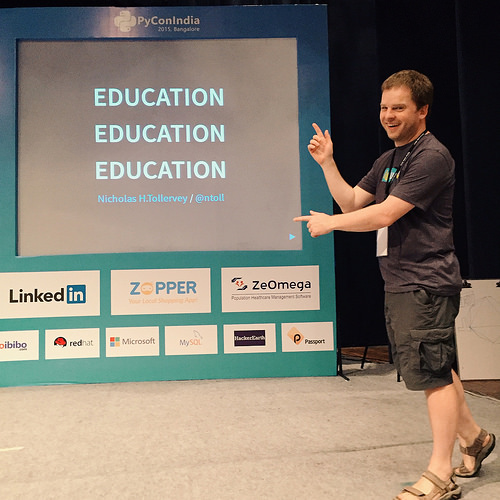 PyConIndia
2015, Bangalore
EDUCATION
EDUCATION
EDUCATION
Nicholas H.Tollervey / @ntoll
Linked in
ZOPPER
Your Local Shopping App!
ZeOmega
Population Healthcare Management Software
oibibo
redhat
Microsoft
MySQL
HackerEarth
P Passport